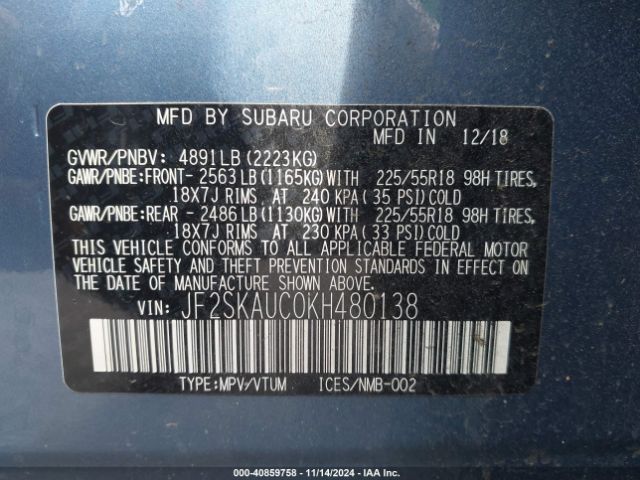 MFD BY SUBARU CORPORATION
MFD IN 12/18
GVWR/PNBV: 4891LB (2223KG)
GAWR/PNBE:FRONT- 2563LB (1165KG) WITH 225/55R18 98H TIRES,
18X7J RIMS, AT 240 KPA( 35 PSI)COLD
GAWR/PNBE:REAR - 2486LB (1130KG) WITH 225/55R18 98H TIRES,
18X7J RIMS, AT 230 KPA( 33 PSI)COLD
THIS VEHICLE CONFORMS TO ALL APPLICABLE FEDERAL MOTOR
VEHICLE SAFETY AND THEFT PREVENTION STANDARDS IN EFFECT ON
THE DATE OF MANUFACTURE SHOWN ABOVE.
VIN: JF2SKAUC0KH480138
TYPE:MPV/VTUM ICES/NMB-002
000-40859758 - 11/14/2024 - IAA Inc.